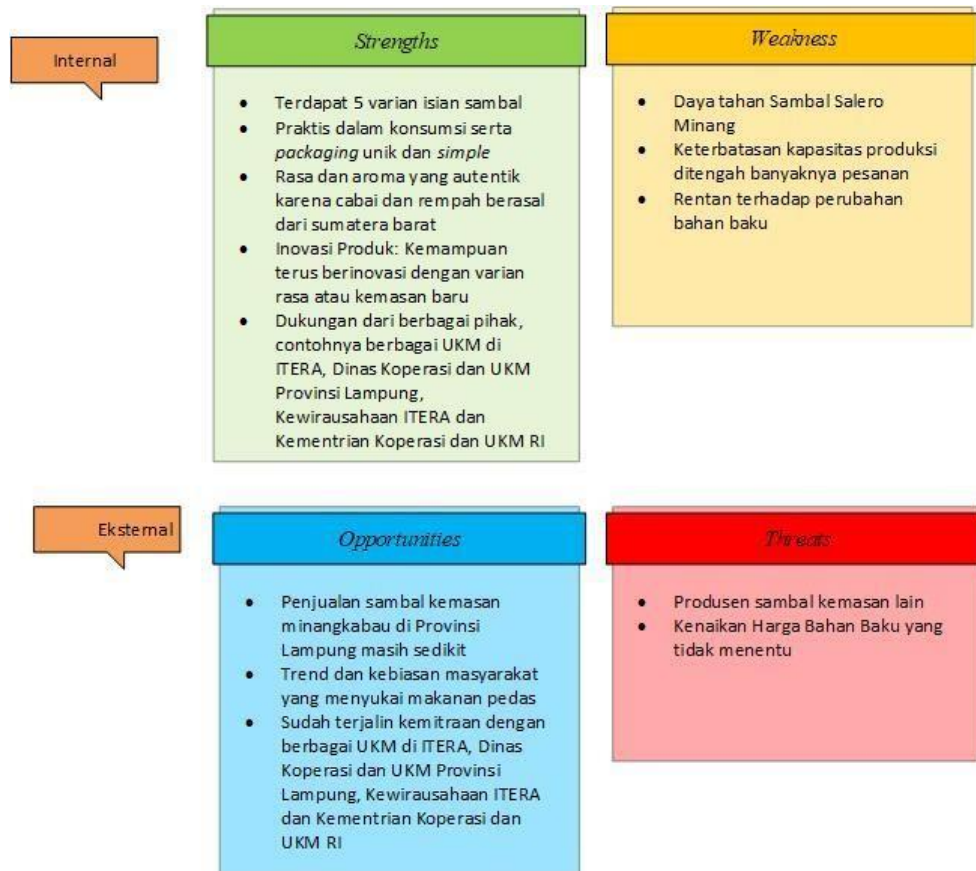 Internal
Strengths
Terdapat 5 varian isian sambal
Praktis dalam konsumsi serta
packaging unik dan simple
Rasa dan aroma yang autentik
karena cabai dan rempah berasal
dari sumatera barat
Inovasi Produk: Kemampuan
terus berinovasi dengan varian
rasa atau kemasan baru
Dukungan dari berbagai pihak,
contohnya berbagai UKM di
ITERA, Dinas Koperasi dan UKM
Provinsi Lampung,
Kewirausahaan ITERA dan
Kementrian Koperasi dan UKM RI
Weakness
Daya tahan Sambal Salero
Minang
Keterbatasan kapasitas produksi
ditengah banyaknya pesanan
Rentan terhadap perubahan
bahan baku
Eksternal
Opportunities
Penjualan sambal kemasan
minangkabau di Provinsi
Lampung masih sedikit
Trend dan kebiasan masyarakat
yang menyukai makanan pedas
Sudah terjalin kemitraan dengan
berbagai UKM di ITERA, Dinas
Koperasi dan UKM Provinsi
Lampung, Kewirausahaan ITERA
dan Kementrian Koperasi dan
UKM RI
Threats
Produsen sambal kemasan lain
Kenaikan Harga Bahan Baku yang
tidak menentu